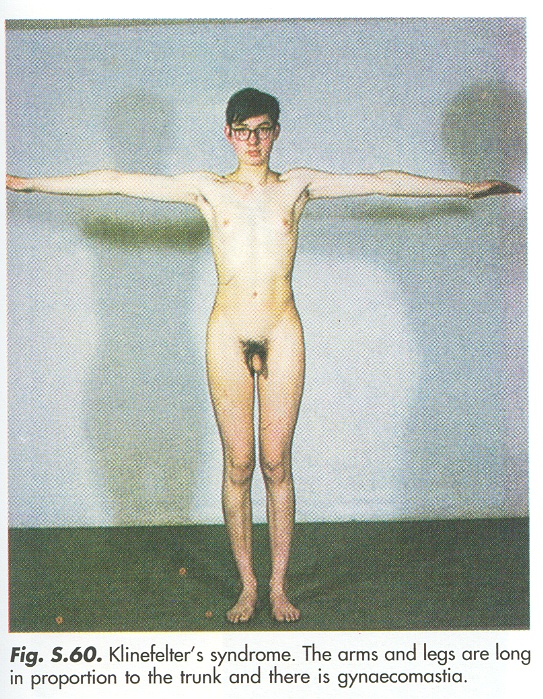 Fig. S.60. Klinefelter's syndrome. The arms and legs are long
in proportion to the trunk and there is gynaecomastia.